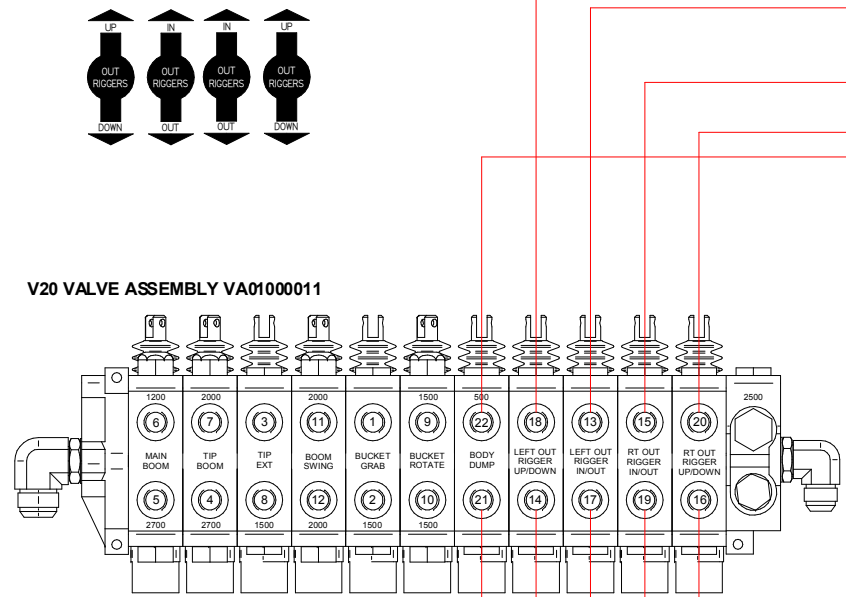 UP IN IN UP
OUT RIGGERS
OUT RIGGERS
OUT RIGGERS
OUT RIGGERS
DOWN OUT OUT DOWN
V20 VALVE ASSEMBLY VA01000011
1200 2000 2000 1500 500 2500
6 7 3 11 1 9 22 18 13 15 20
MAIN BOOM
TIP BOOM
TIP EXT
BOOM SWING
BUCKET GRAB
BUCKET ROTATE
BODY DUMP
LEFT OUT RIGGER UP/DOWN
LEFT OUT RIGGER IN/OUT
RT OUT RIGGER IN/OUT
RT OUT RIGGER UP/DOWN
5 4 8 12 2 10 21 14 17 19 16
2700 2700 1500 2000 1500 1500